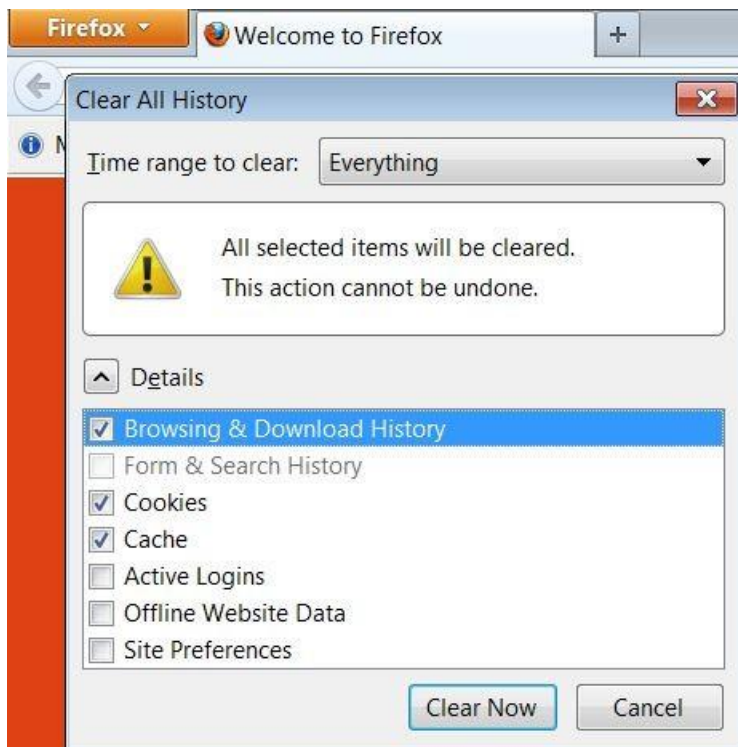 Firefox
Welcome to Firefox
+
Clear All History
Time range to clear: Everything
All selected items will be cleared.
This action cannot be undone.
Details
Browsing & Download History
Form & Search History
Cookies
Cache
Active Logins
Offline Website Data
Site Preferences
Clear Now Cancel